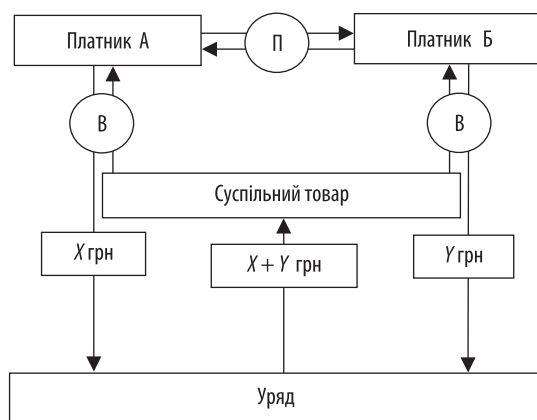 Платник А
П
Платник Б
В
В
Суспільний товар
X грн
X + Y грн
Y грн
Уряд